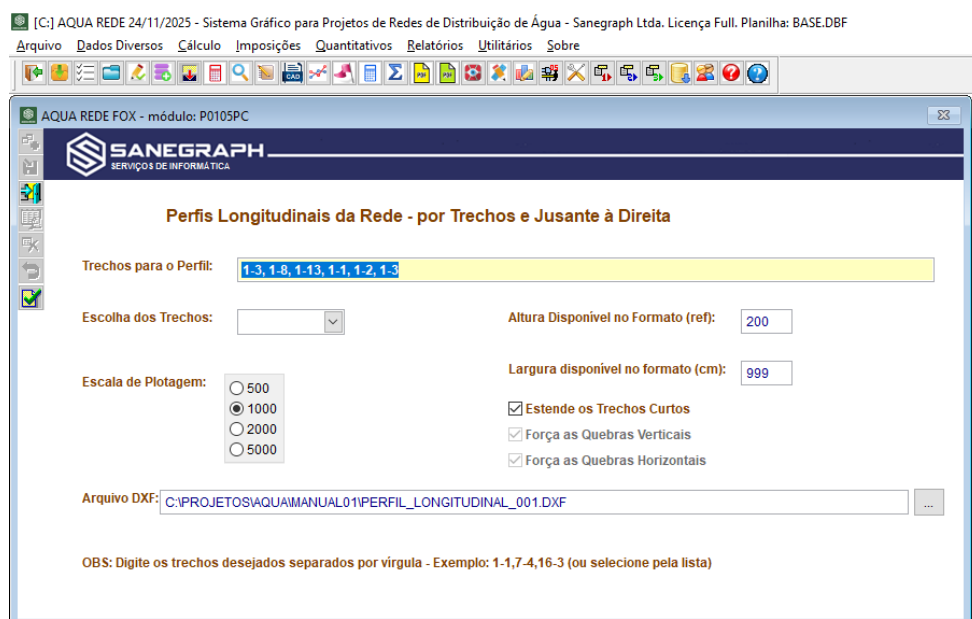 [C:] AQUA REDE 24/11/2025 - Sistema Gráfico para Projetos de Redes de Distribuição de Água - Sanegraph Ltda. Licença Full. Planilha: BASE.DBF
Arquivo Dados Diversos Cálculo Imposições Quantitativos Relatórios Utilitários Sobre
AQUA REDE FOX - módulo: P0105PC
SANEGRAPH
SERVIÇOS DE INFORMÁTICA
Perfis Longitudinais da Rede - por Trechos e Jusante à Direita
Trechos para o Perfil: 1-3, 1-8, 1-13, 1-1, 1-2, 1-3
Escolha dos Trechos:
Altura Disponível no Formato (ref): 200
Largura disponível no formato (cm): 999
Escala de Plotagem:
500
1000
2000
5000
Estende os Trechos Curtos
Força as Quebras Verticais
Força as Quebras Horizontais
Arquivo DXF: C:\PROJETOS\AQUA\MANUAL01\PERFIL_LONGITUDINAL_001.DXF ...
OBS: Digite os trechos desejados separados por vírgula - Exemplo: 1-1,7-4,16-3 (ou selecione pela lista)